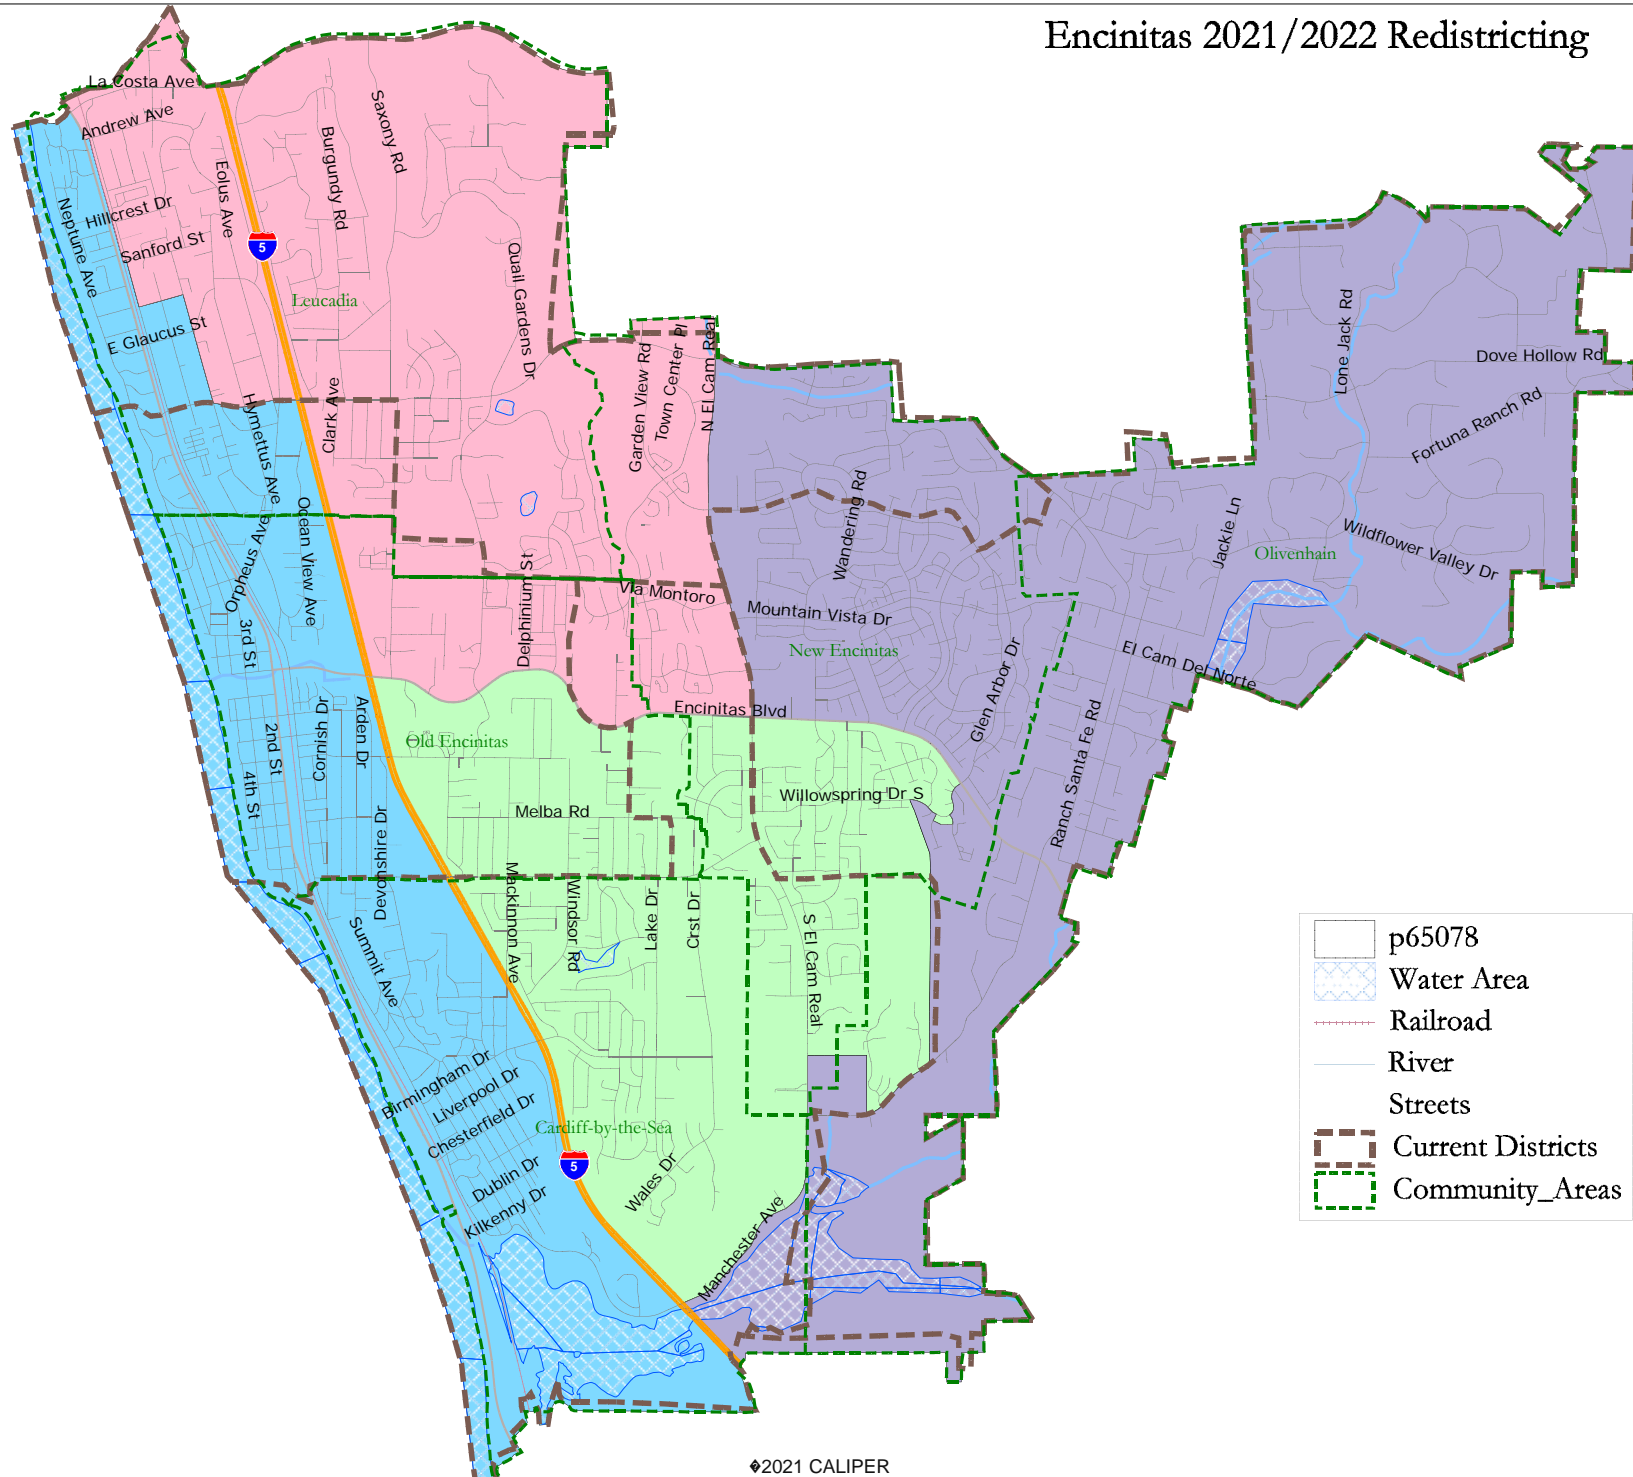 Encinitas 2021/2022 Redistricting
La Costa Ave
Andrew Ave
Saxony Rd
Burgundy Rd
Eolus Ave
Hillcrest Dr
Neptune Ave
Sanford St
5
Quail Gardens Dr
Leucadia
Lone Jack Rd
E Glaucus St
Garden View Rd
Town Center Pl
N El Cam Real
Dove Hollow Rd
Clark Ave
Hymettus Ave
Fortuna Ranch Rd
Wandering Rd
Ocean View Ave
Orpheus Ave
Jackie Ln
Wildflower Valley Dr
Olivenhain
Delphinium St
Via Montoro
Mountain Vista Dr
3rd St
New Encinitas
El Cam Del Norte
Glen Arbor Dr
Encinitas Blvd
Cornish Dr
Arden Dr
2nd St
Old Encinitas
Ranch Santa Fe Rd
4th St
Melba Rd
Willowspring Dr S
Devonshire Dr
Mackinnon Ave
Windsor Rd
Lake Dr
Crst Dr
S El Cam Real
Summit Ave
p65078
Water Area
Railroad
River
Streets
Current Districts
Community_Areas
Birmingham Dr
Liverpool Dr
Chesterfield Dr
Cardiff-by-the-Sea
5
Dublin Dr
Wales Dr
Kilkenny Dr
Manchester Ave
�2021 CALIPER